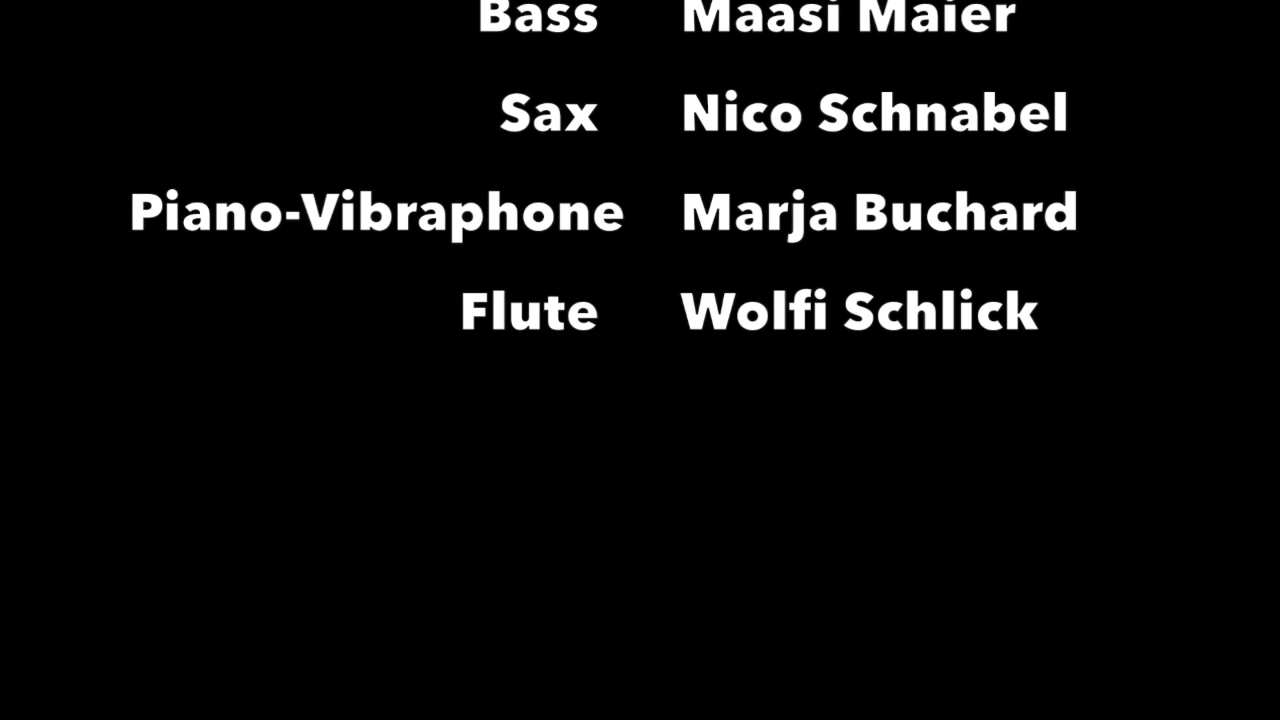 Bass Maasi Maier
Sax Nico Schnabel
Piano-Vibraphone Marja Buchard
Flute Wolfi Schlick